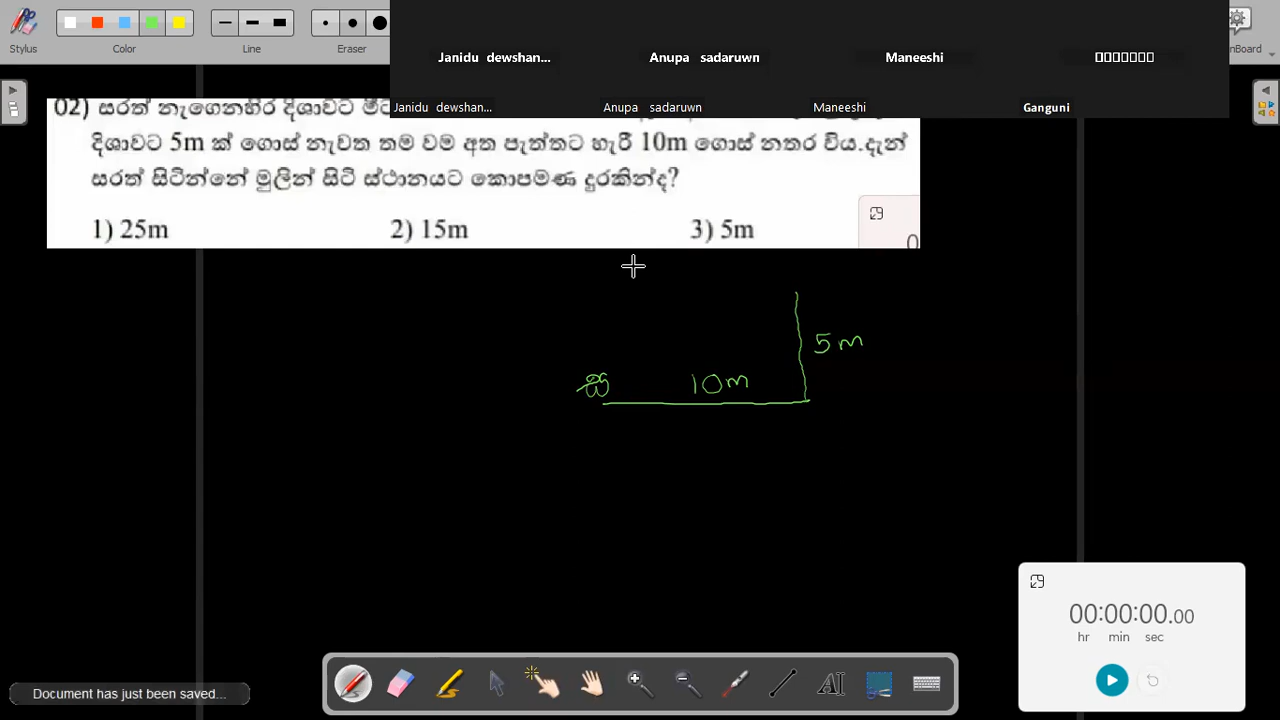 Stylus
Color
Line
Eraser
Board
Janidu dewshan...
Anupa sadaruwn
Maneeshi
Janidu dewshan...
Anupa sadaruwn
Maneeshi
Ganguni
02) සරත් නැගෙනහිර දිශාවට
දිශාවට 5m ක් ගොස් නැවත තම වම් අත පැත්තට හැරී 10m ගොස් නතර විය.දැන්
සරත් සිටින්නේ මුලින් සිටි ස්ථානයට කොපමණ දුරකින්ද?
1) 25m 2) 15m 3) 5m
5m
10m
00:00:00.00
hr min sec
Document has just been saved...